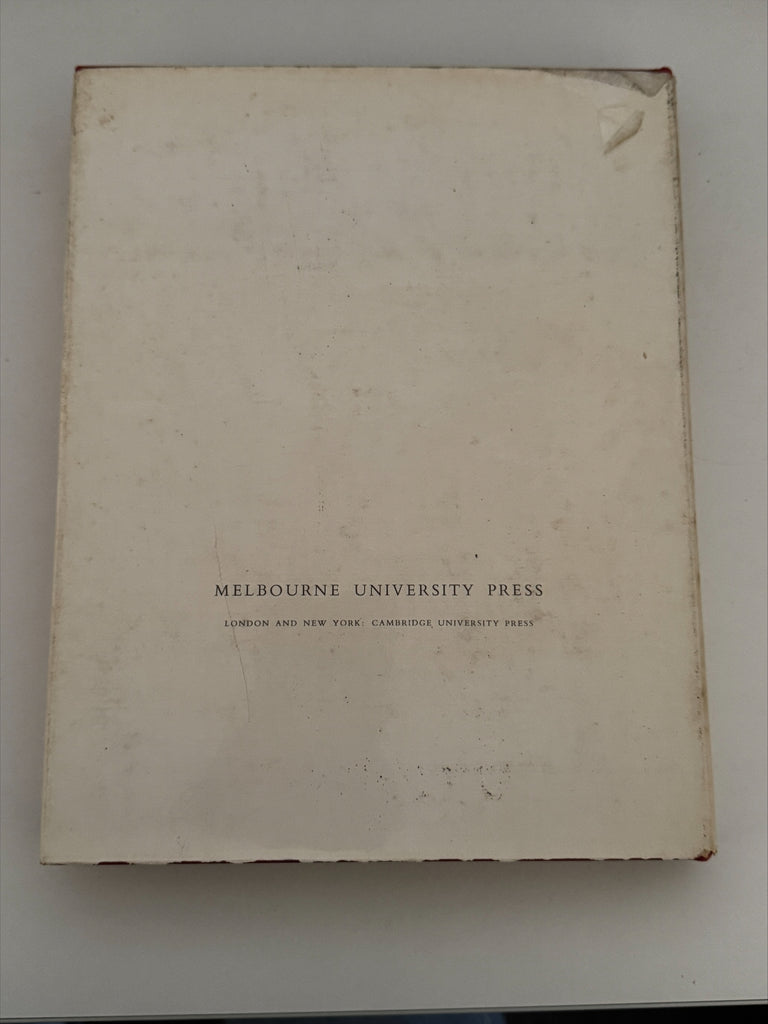 MELBOURNE UNIVERSITY PRESS
LONDON AND NEW YORK: CAMBRIDGE UNIVERSITY PRESS